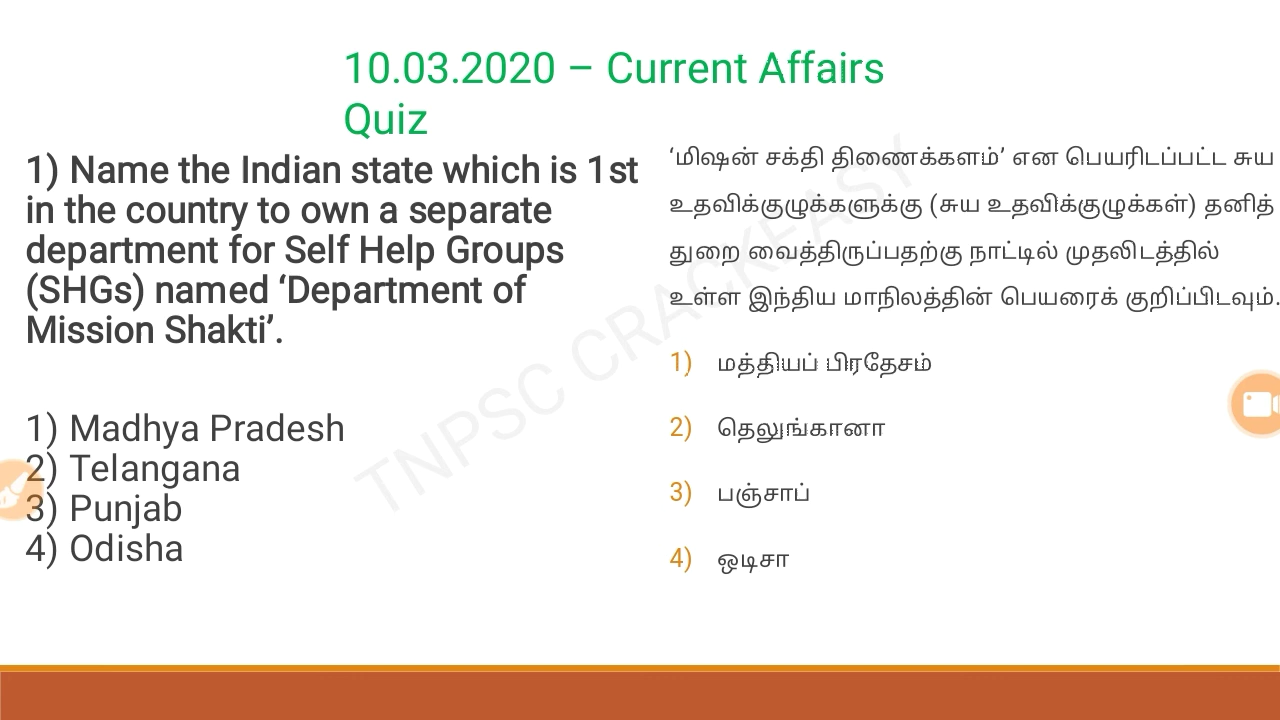 10.03.2020 – Current Affairs
Quiz
1) Name the Indian state which is 1st
in the country to own a separate
department for Self Help Groups
(SHGs) named ‘Department of
Mission Shakti’.
1) Madhya Pradesh
2) Telangana
3) Punjab
4) Odisha
‘மிஷன் சக்தி திணைக்களம்’ என பெயரிடப்பட்ட சுய
உதவிக்குழுக்களுக்கு (சுய உதவிக்குழுக்கள்) தனித்
துறை வைத்திருப்பதற்கு நாட்டில் முதலிடத்தில்
உள்ள இந்திய மாநிலத்தின் பெயரைக் குறிப்பிடவும்.
1) மத்தியப் பிரதேசம்
2) தெலுங்கானா
3) பஞ்சாப்
4) ஒடிசா
TNPSC CRACKEASY